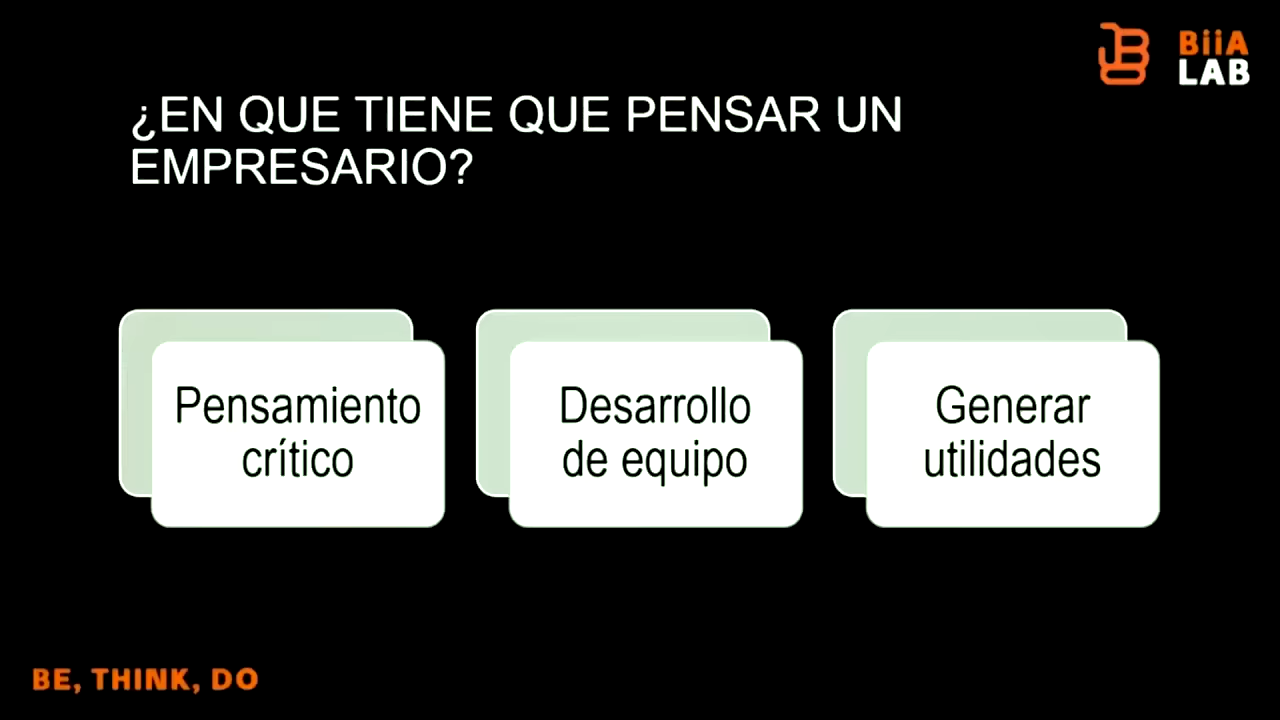 BiiA
LAB
¿EN QUE TIENE QUE PENSAR UN
EMPRESARIO?
Pensamiento
crítico
Desarrollo
de equipo
Generar
utilidades
BE, THINK, DO